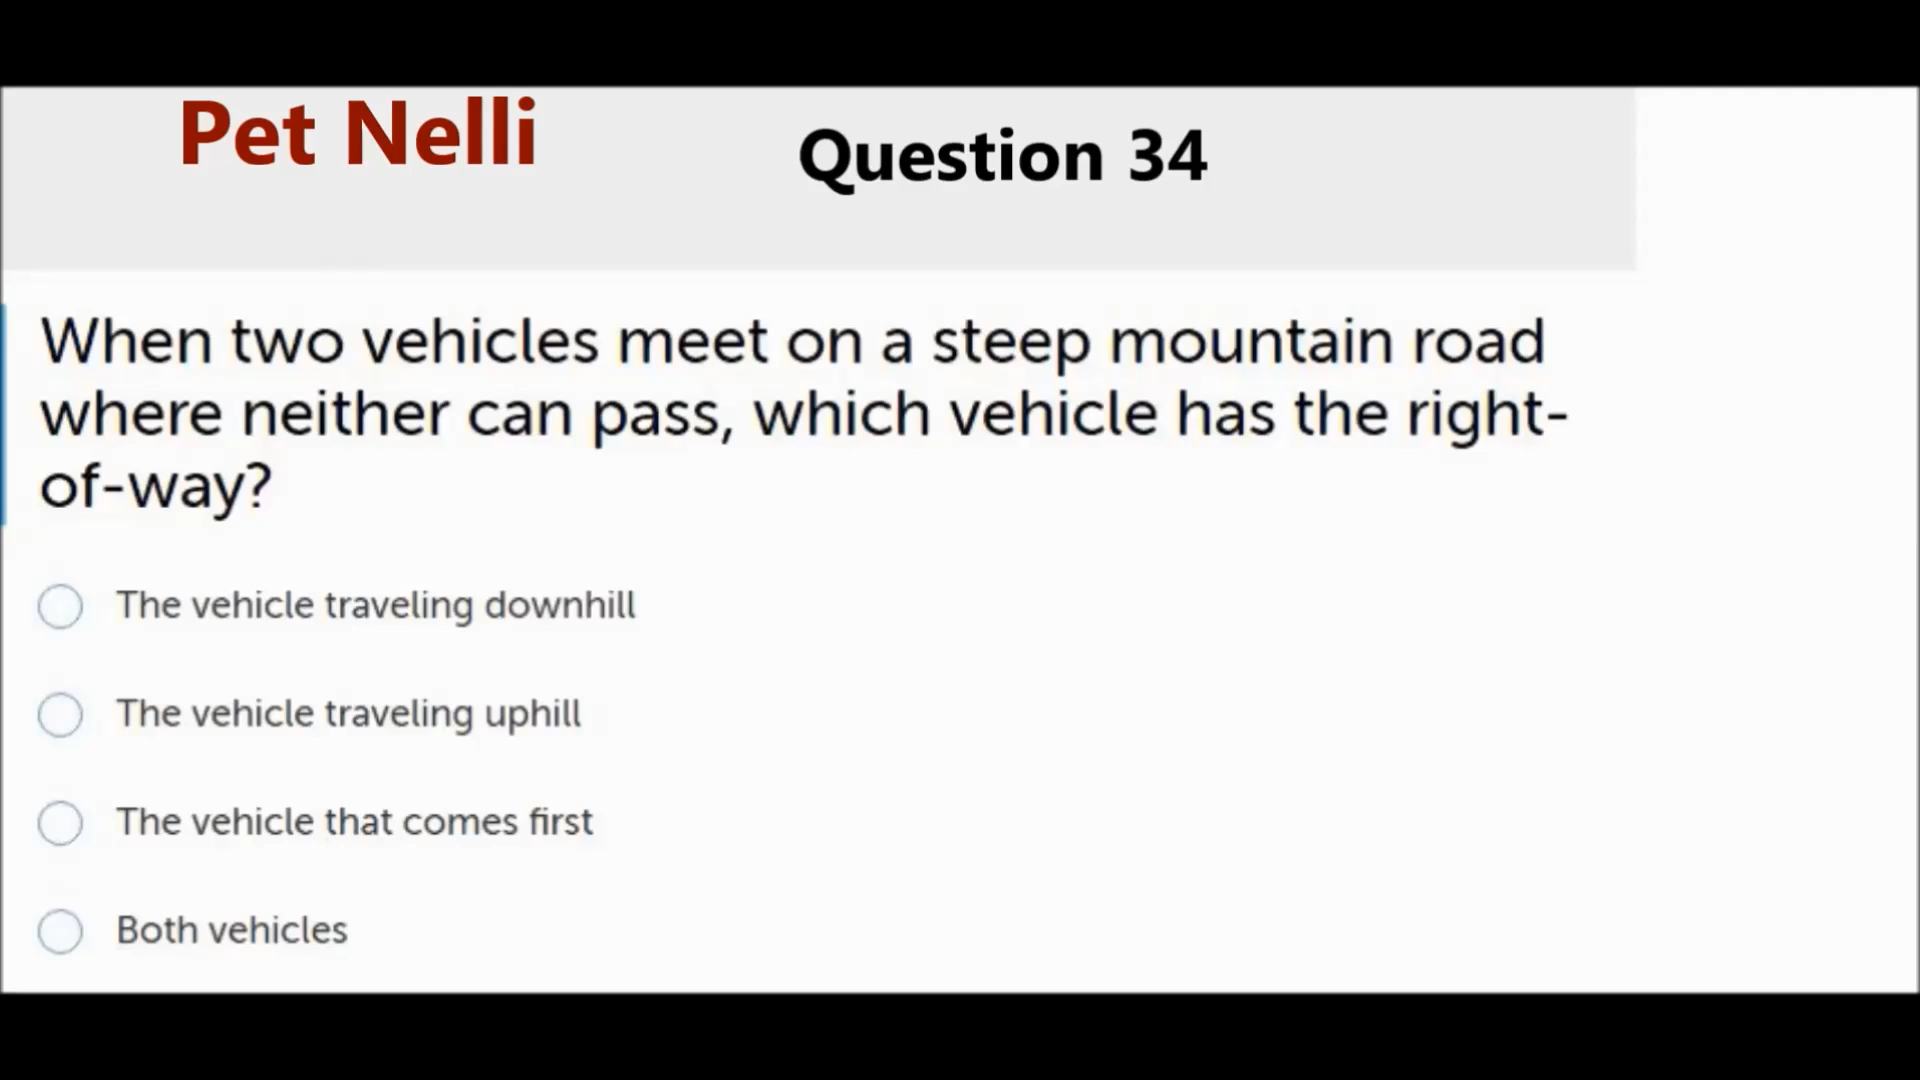 Pet Nelli
Question 34
When two vehicles meet on a steep mountain road
where neither can pass, which vehicle has the right-
of-way?
The vehicle traveling downhill
The vehicle traveling uphill
The vehicle that comes first
Both vehicles